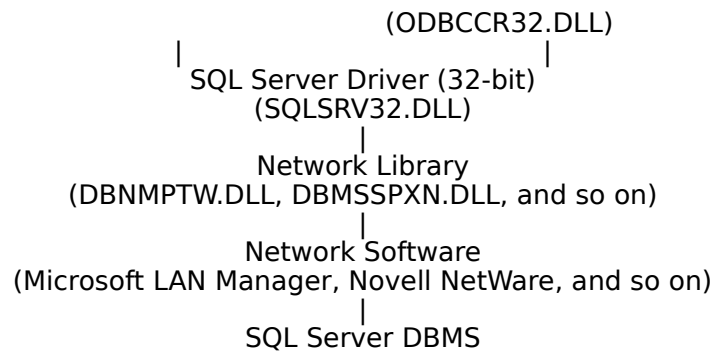 (ODBCCR32.DLL)
| |
SQL Server Driver (32-bit)
(SQLSRV32.DLL)
|
Network Library
(DBNMPTW.DLL, DBMSSPXN.DLL, and so on)
|
Network Software
(Microsoft LAN Manager, Novell NetWare, and so on)
|
SQL Server DBMS